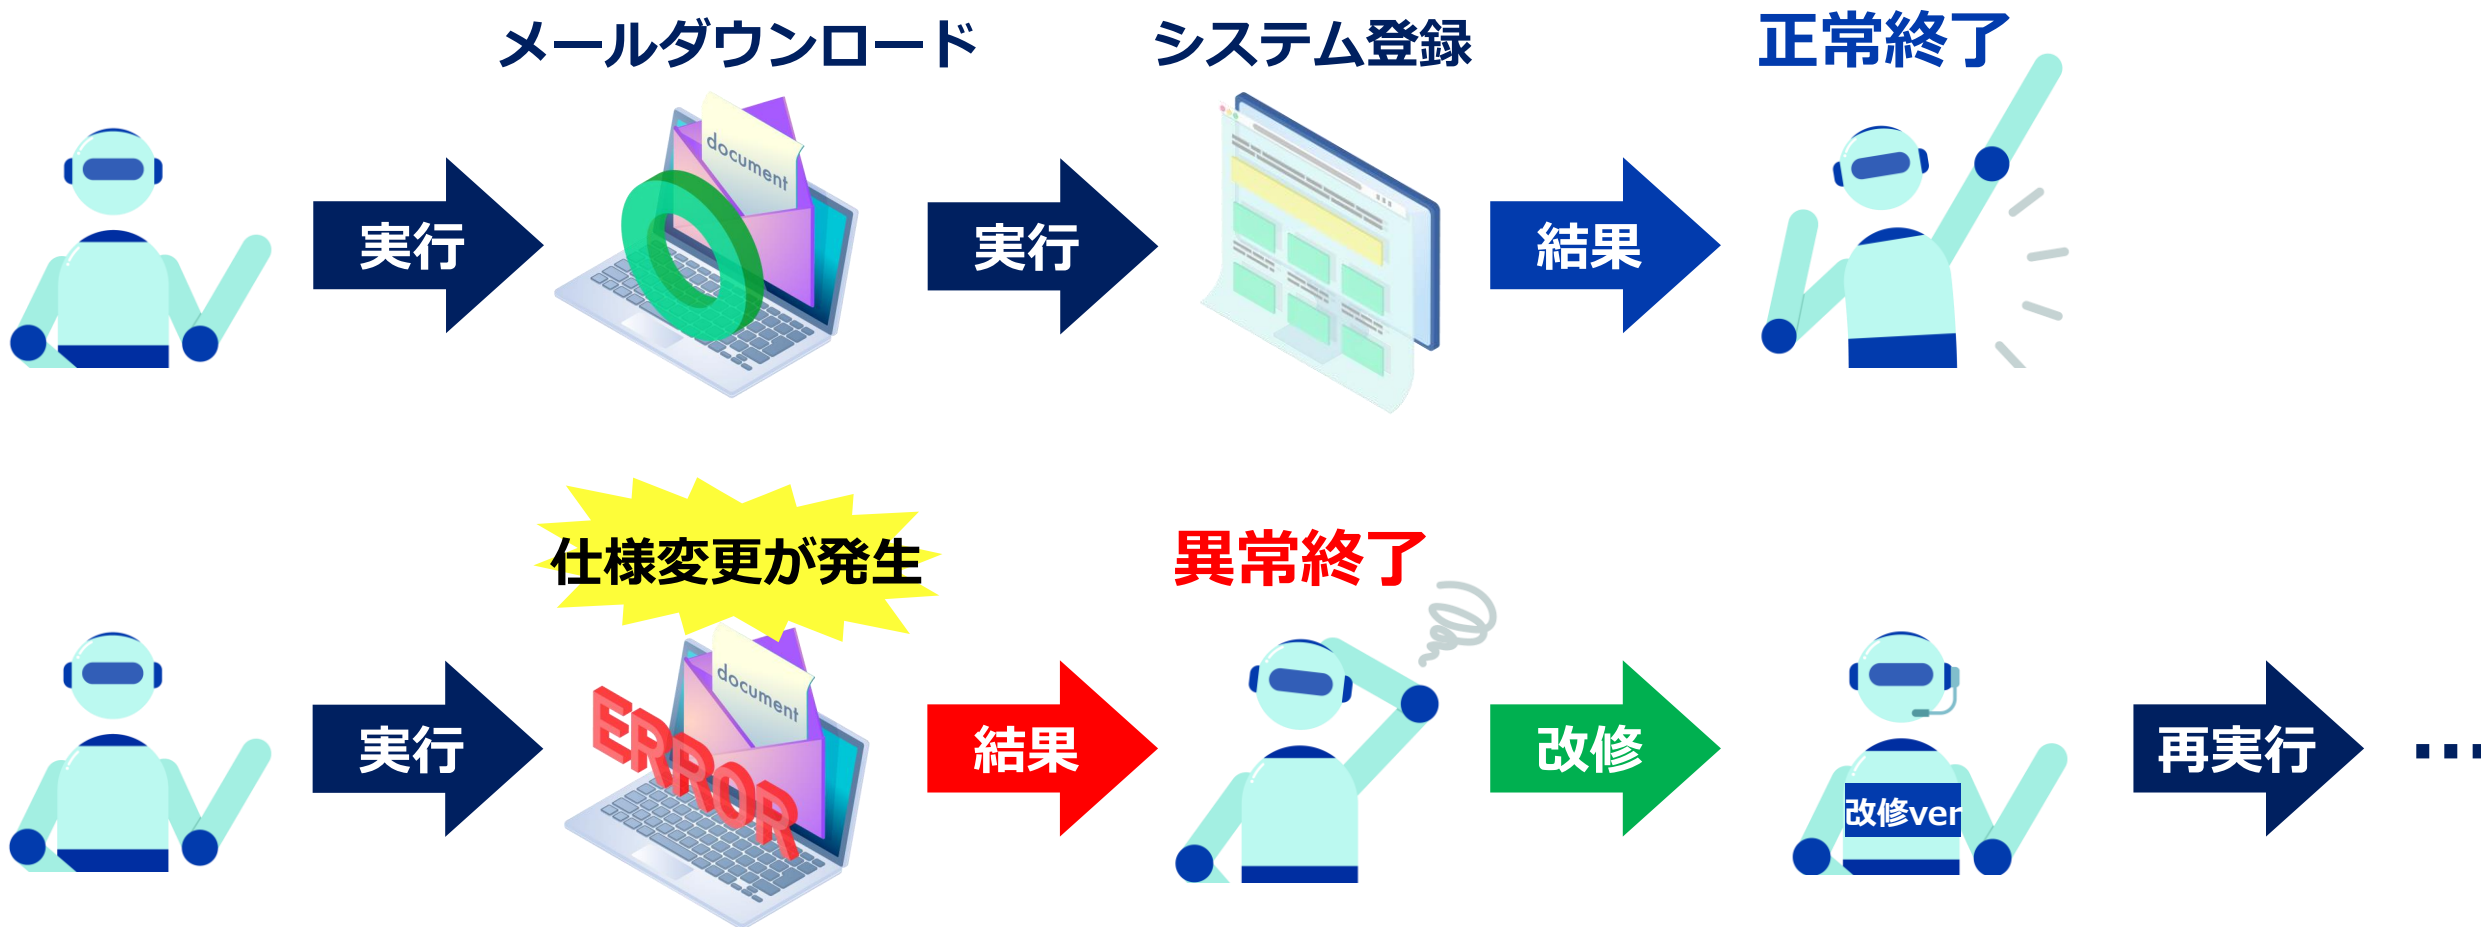 メールダウンロード
システム登録
正常終了
document
実行
実行
結果
仕様変更が発生
異常終了
document
ERROR
実行
結果
改修
改修ver
再実行
…